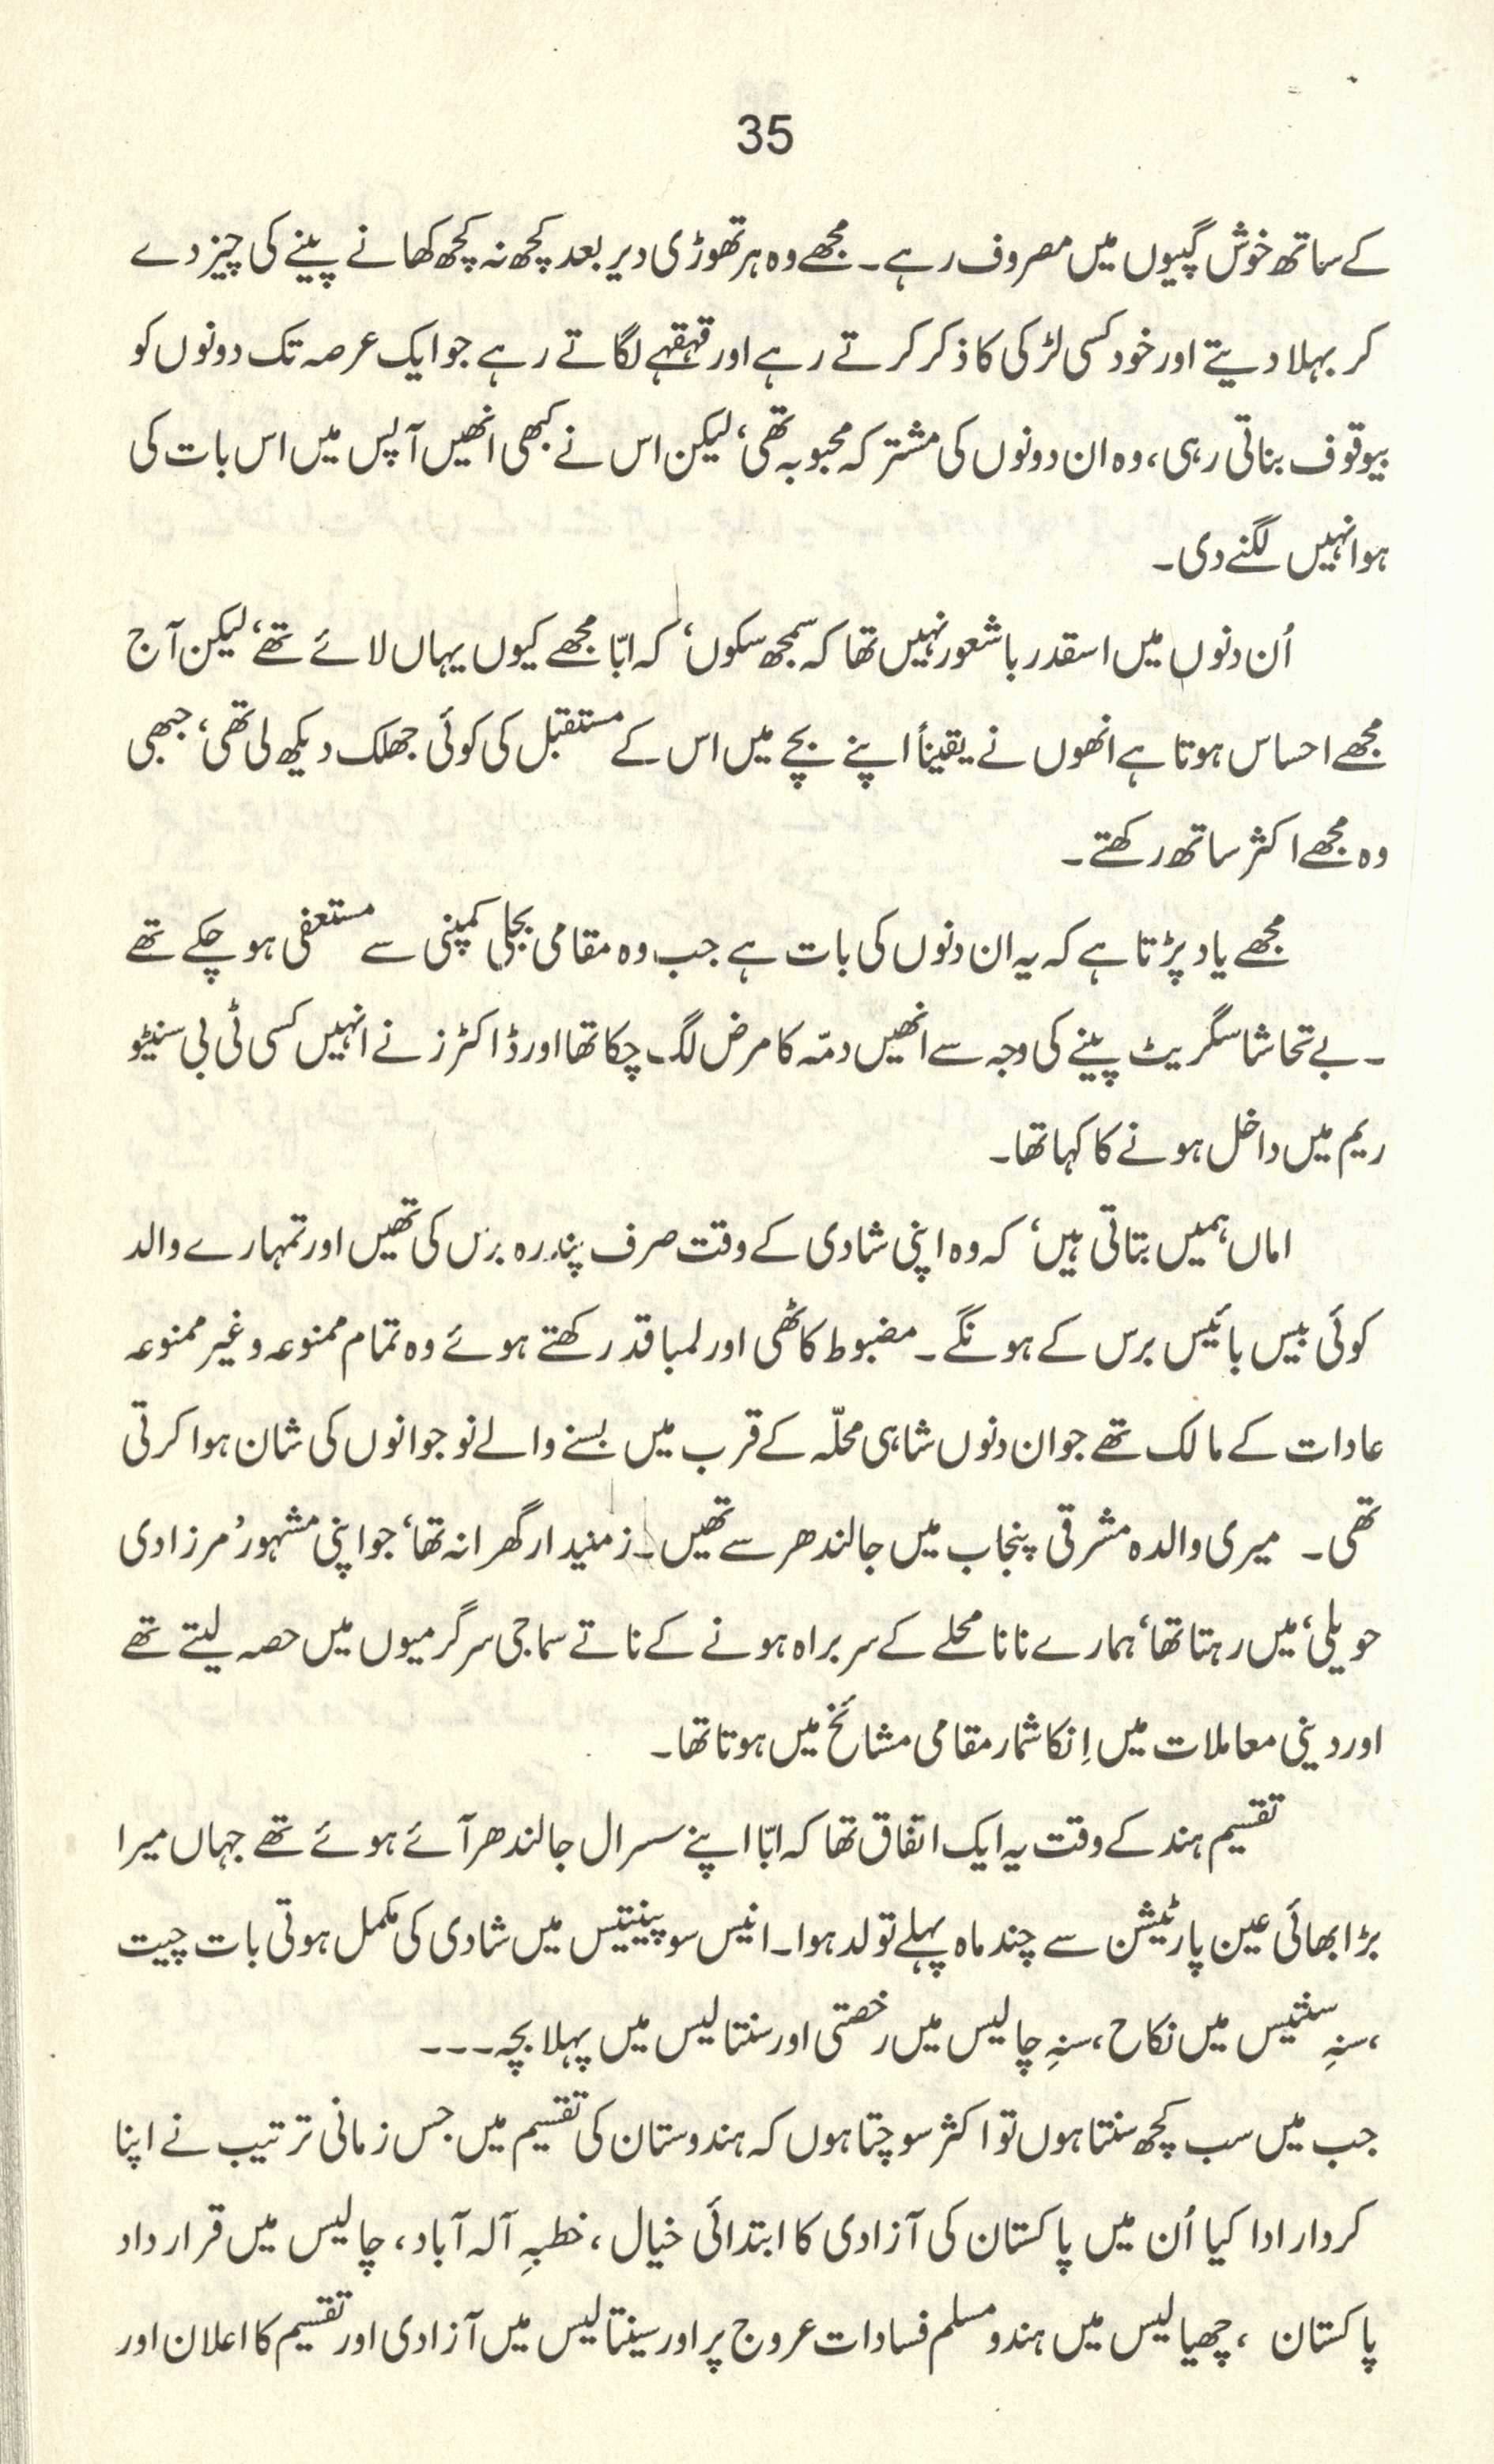 35
کے ساتھ خوش گپیوں میں مصروف رہے۔ مجھے وہ ہر تھوڑی دیر بعد کچھ نہ کچھ کھانے پینے کی چیز دے
کر بہلا دیتے اور خود کسی لڑکی کا ذکر کرتے رہے اور قہقہے لگاتے رہے جو ایک عرصہ تک دونوں کو
بیوقوف بناتی رہی، وہ ان دونوں کی مشترکہ محبوبہ تھی، لیکن اس نے کبھی انھیں آپس میں اس بات کی
ہوا نہیں لگنے دی۔
اُن دنوں میں اسقدر باشعور نہیں تھا کہ سمجھ سکوں، کہ ابّا مجھے کیوں یہاں لائے تھے، لیکن آج
مجھے احساس ہوتا ہے انھوں نے یقیناً اپنے بچے میں اس کے مستقبل کی کوئی جھلک دیکھ لی تھی، جبھی
وہ مجھے اکثر ساتھ رکھتے۔
مجھے یاد پڑتا ہے کہ یہ ان دنوں کی بات ہے جب وہ مقامی بجلی کمپنی سے مستعفی ہو چکے تھے
۔ بے تحاشا سگریٹ پینے کی وجہ سے انھیں دمّہ کا مرض لگ چکا تھا اور ڈاکٹرز نے انہیں کسی ٹی بی سنیٹو
ریم میں داخل ہونے کا کہا تھا۔
اماں ہمیں بتاتی ہیں، کہ وہ اپنی شادی کے وقت صرف پندرہ برس کی تھیں اور تمہارے والد
کوئی بیس بائیس برس کے ہونگے۔ مضبوط کاٹھی اور لمبا قد رکھتے ہوئے وہ تمام ممنوعہ و غیر ممنوعہ
عادات کے مالک تھے جو ان دنوں شاہی محلّہ کے قرب میں بسنے والے نوجوانوں کی شان ہوا کرتی
تھی۔ میری والدہ مشرقی پنجاب میں جالندھر سے تھیں۔ زمنیدار گھرانہ تھا، جو اپنی مشہور 'مرزا دی
حویلی' میں رہتا تھا، ہمارے نانا محلے کے سربراہ ہونے کے ناتے سماجی سرگرمیوں میں حصہ لیتے تھے
اور دینی معاملات میں اِنکا شمار مقامی مشائخ میں ہوتا تھا۔
تقسیم ہند کے وقت یہ ایک اتفاق تھا کہ ابّا اپنے سسرال جالندھر آئے ہوئے تھے جہاں میرا
بڑا بھائی عین پارٹیشن سے چند ماہ پہلے تولد ہوا۔ انیس سو پینتیس میں شادی کی مکمل ہوتی بات چیت
، سنہِ سنتیس میں نکاح، سنہِ چالیس میں رخصتی اور سنتالیس میں پہلا بچہ۔۔۔
جب میں سب کچھ سنتا ہوں تو اکثر سوچتا ہوں کہ ہندوستان کی تقسیم میں جس زمانی ترتیب نے اپنا
کردار ادا کیا اُن میں پاکستان کی آزادی کا ابتدائی خیال، خطبہِ آلہ آباد، چالیس میں قرارداد
پاکستان ، چھیالیس میں ہندو مسلم فسادات عروج پر اور سینتالیس میں آزادی اور تقسیم کا اعلان اور